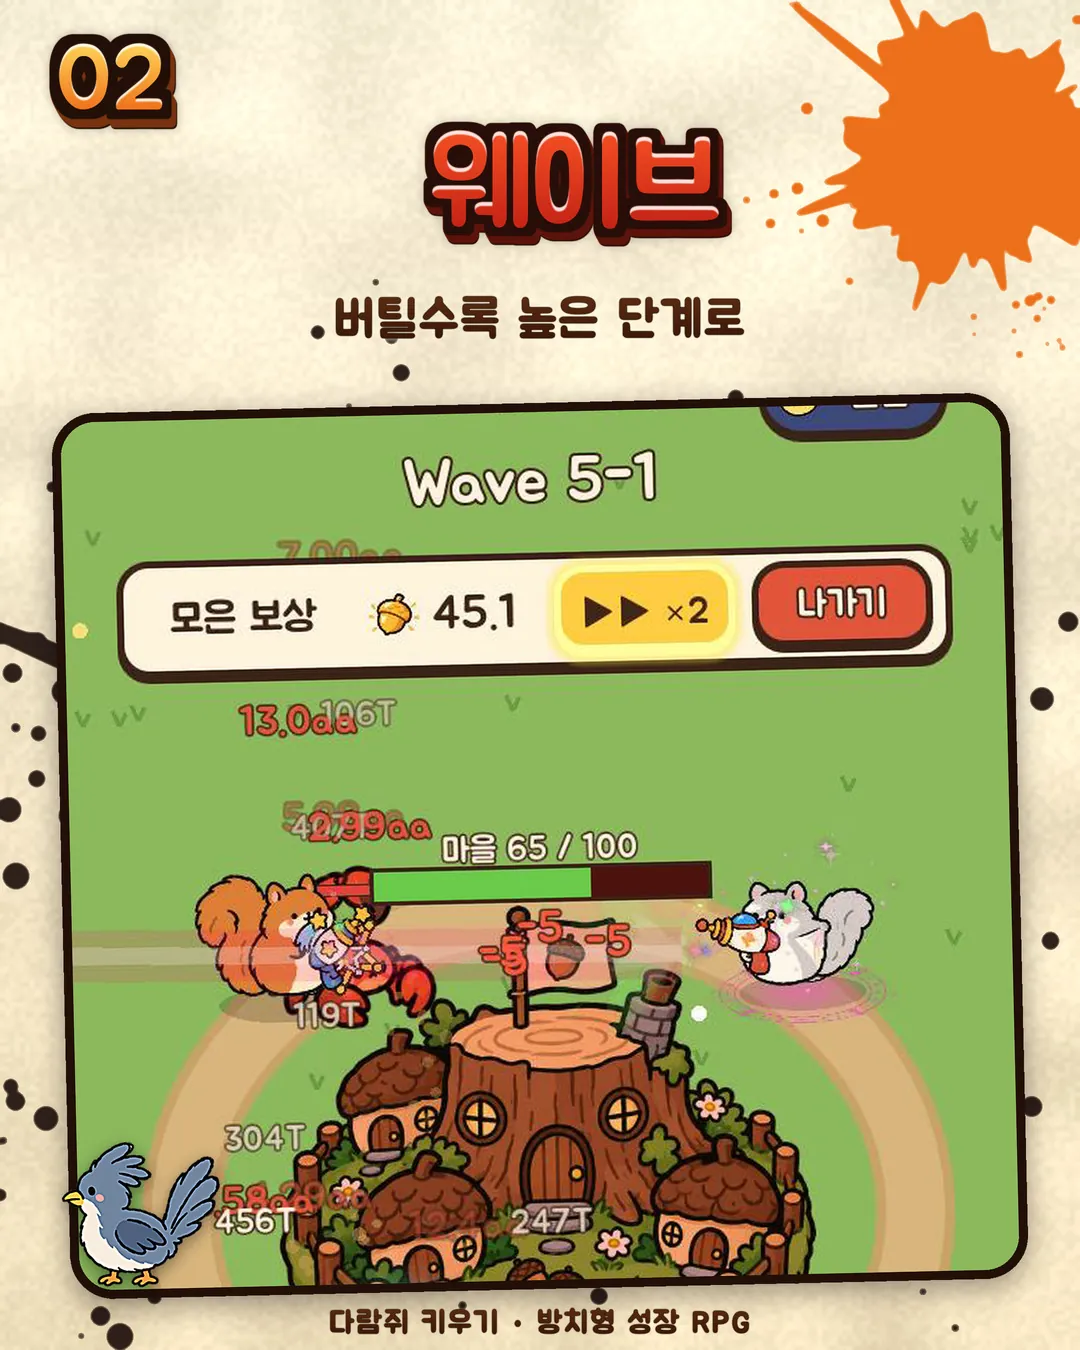 02
웨이브
버틸수록 높은 단계로
Wave 5-1
모은 보상 45.1 ×2 나가기
13.0aa 106T
2.99aa
마을 65 / 100
-5 -5 -5
119T
304T
456T 247T
다람쥐 키우기 · 방치형 성장 RPG